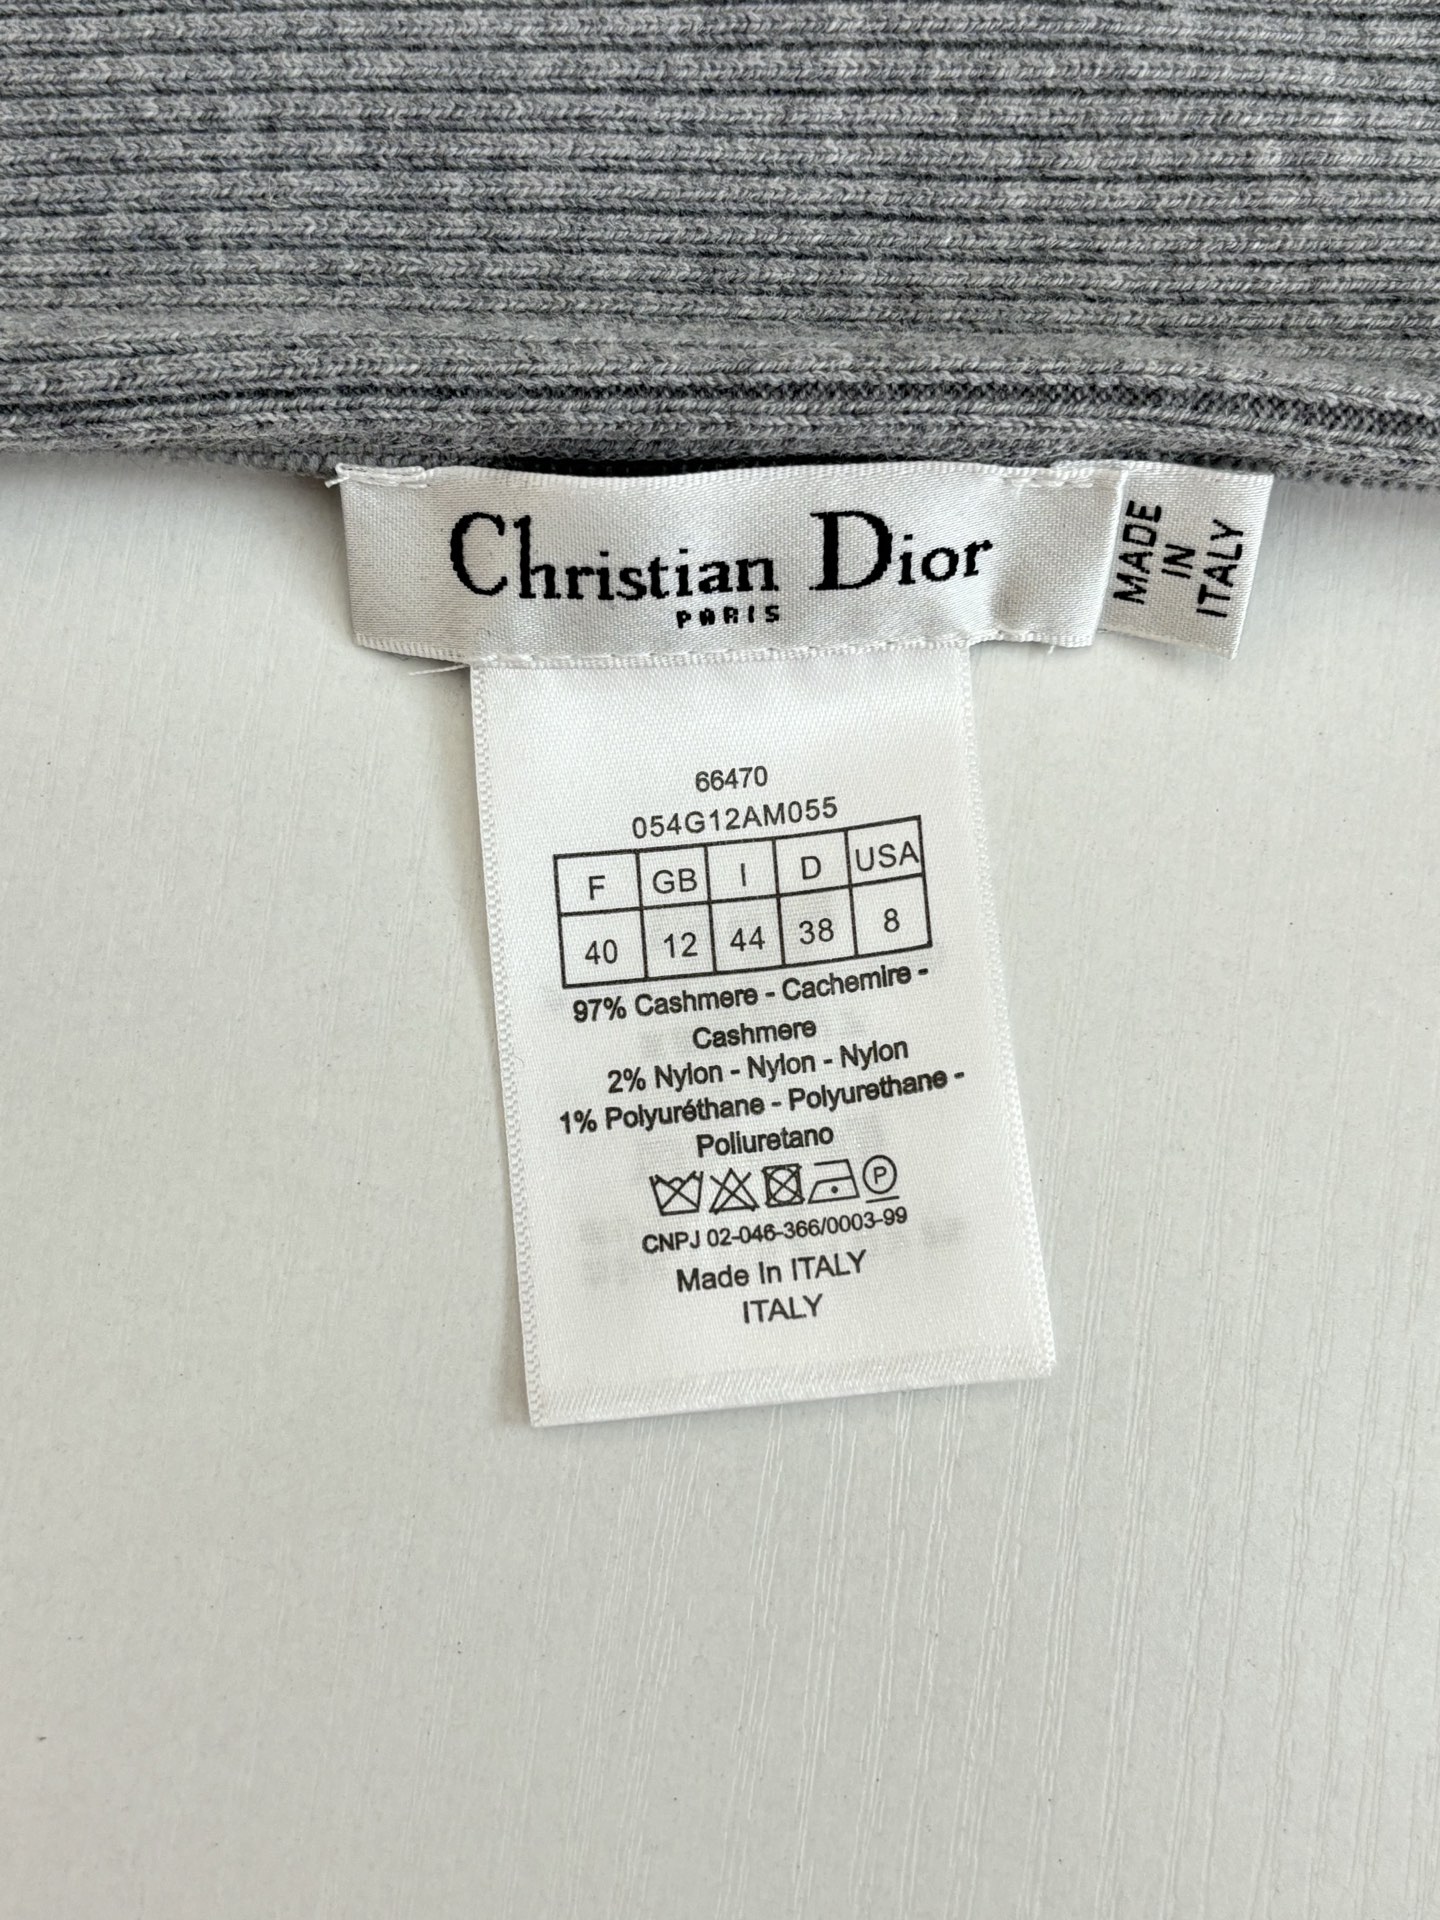 Christian Dior
PARIS
MADE
IN
ITALY
66470
054G12AM055
F GB I D USA
40 12 44 38 8
97% Cashmere - Cachemire -
Cashmere
2% Nylon - Nylon - Nylon
1% Polyuréthane - Polyurethane -
Poliuretano
P
CNPJ 02-046-366/0003-99
Made In ITALY
ITALY